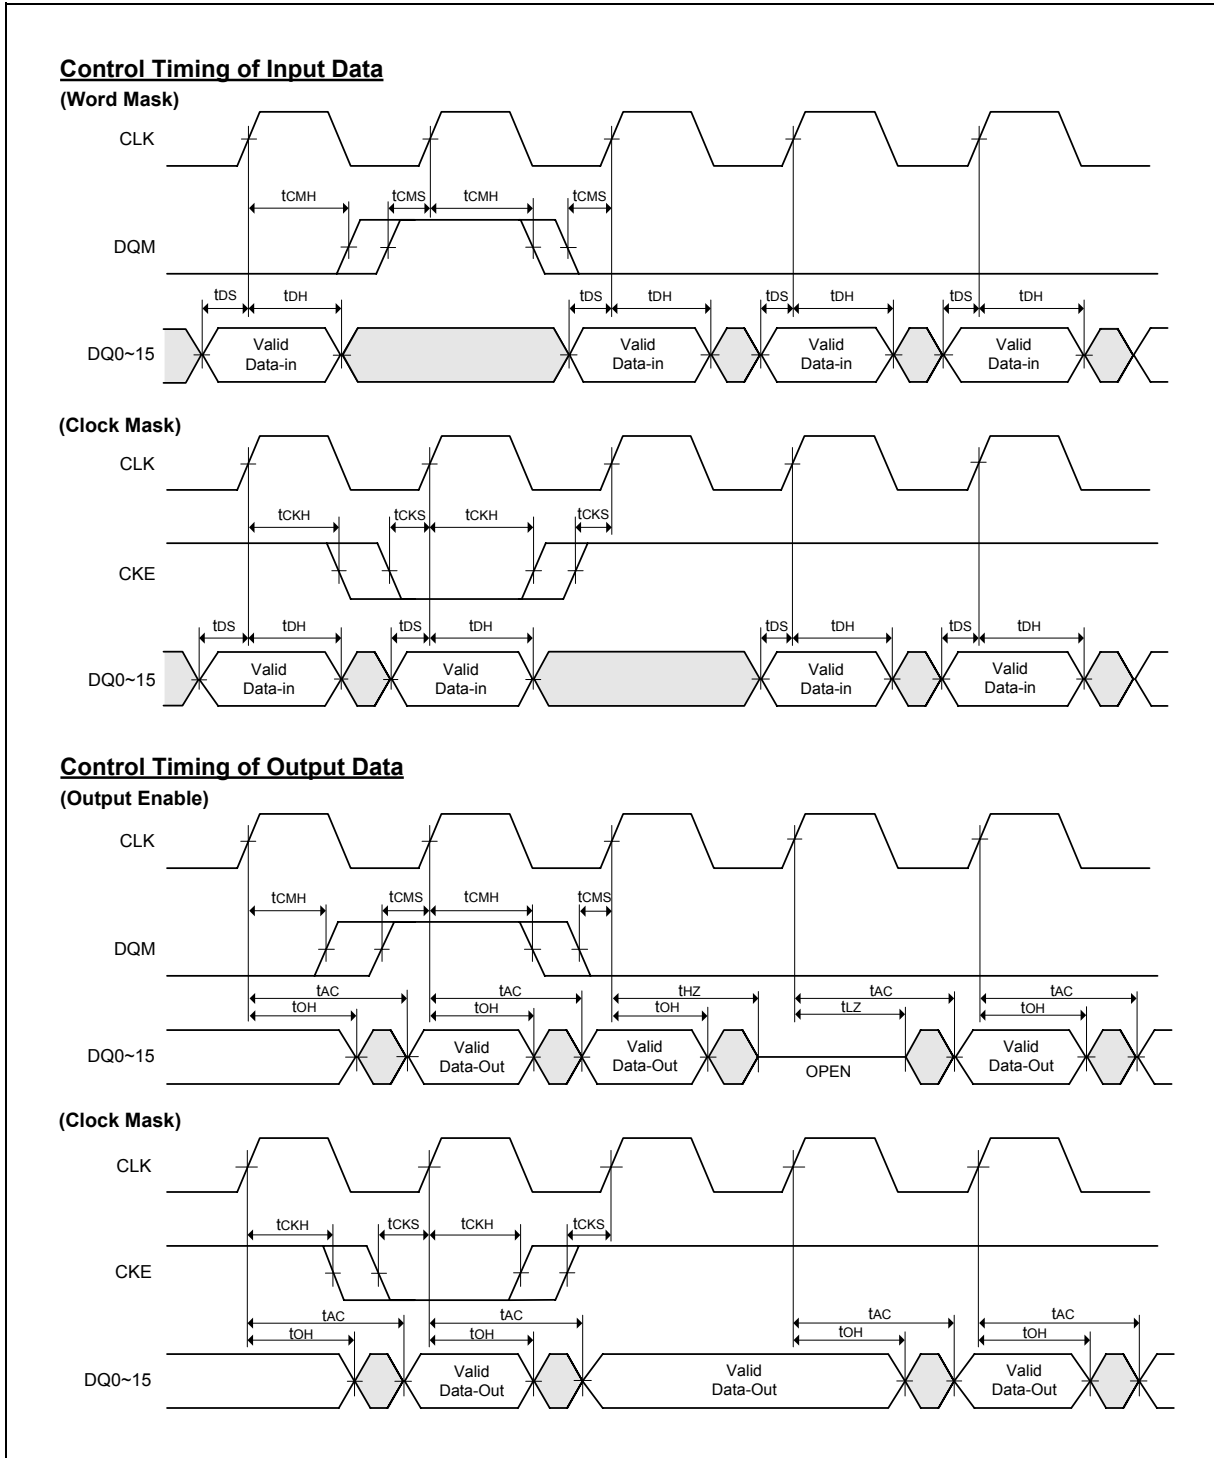 Control Timing of Input Data
(Word Mask)
CLK
tCMH tCMS tCMH tCMS
DQM
tDS tDH tDS tDH tDS tDH tDS tDH
DQ0~15
Valid Data-in
Valid Data-in
Valid Data-in
Valid Data-in
(Clock Mask)
CLK
tCKH tCKS tCKH tCKS
CKE
tDS tDH tDS tDH tDS tDH tDS tDH
DQ0~15
Valid Data-in
Valid Data-in
Valid Data-in
Valid Data-in
Control Timing of Output Data
(Output Enable)
CLK
tCMH tCMS tCMH tCMS
DQM
tAC tAC tHZ tAC tAC
tOH tOH tOH tLZ tOH
DQ0~15
Valid Data-Out
Valid Data-Out
OPEN
Valid Data-Out
(Clock Mask)
CLK
tCKH tCKS tCKH tCKS
CKE
tAC tAC tAC tAC
tOH tOH tOH tOH
DQ0~15
Valid Data-Out
Valid Data-Out
Valid Data-Out